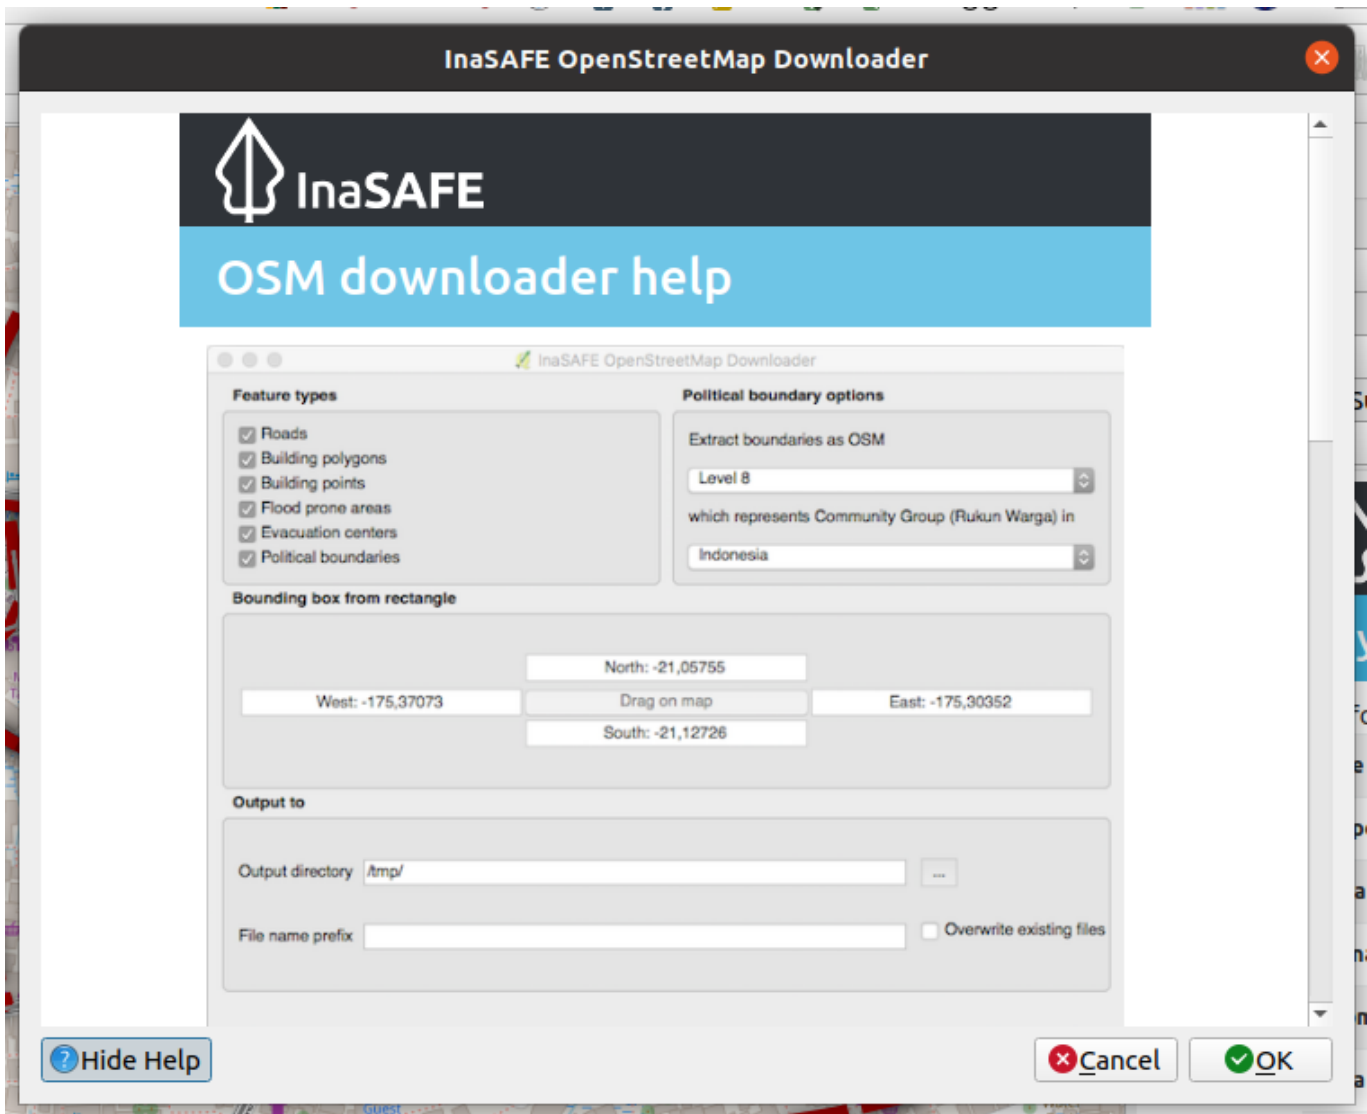 InaSAFE OpenStreetMap Downloader
InaSAFE
OSM downloader help
InaSAFE OpenStreetMap Downloader
Feature types
Roads
Building polygons
Building points
Flood prone areas
Evacuation centers
Political boundaries
Political boundary options
Extract boundaries as OSM
Level 8
which represents Community Group (Rukun Warga) in
Indonesia
Bounding box from rectangle
North: -21,05755
West: -175,37073
Drag on map
East: -175,30352
South: -21,12726
Output to
Output directory /tmp/ ...
File name prefix
Overwrite existing files
Hide Help
Cancel
OK
Guest